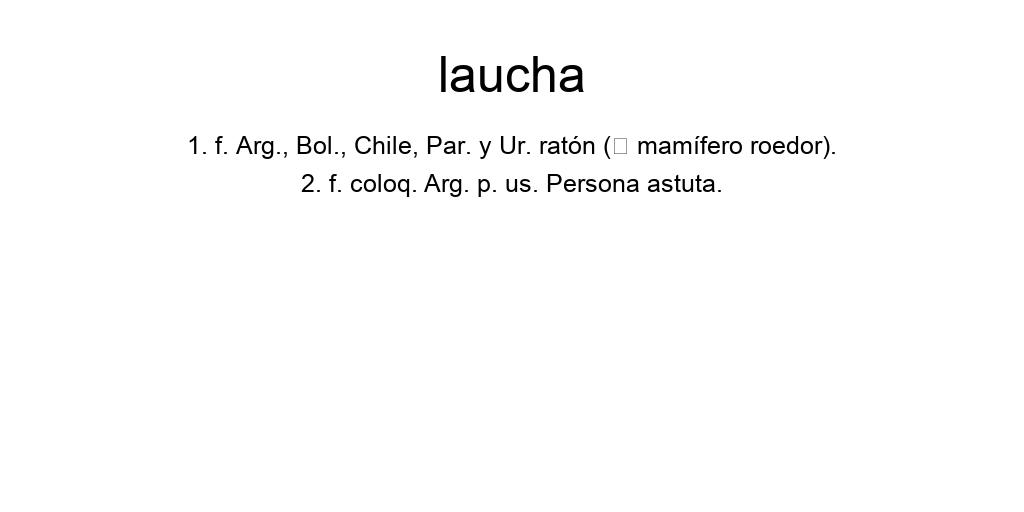 laucha
1. f. Arg., Bol., Chile, Par. y Ur. ratón (□ mamífero roedor).
2. f. coloq. Arg. p. us. Persona astuta.